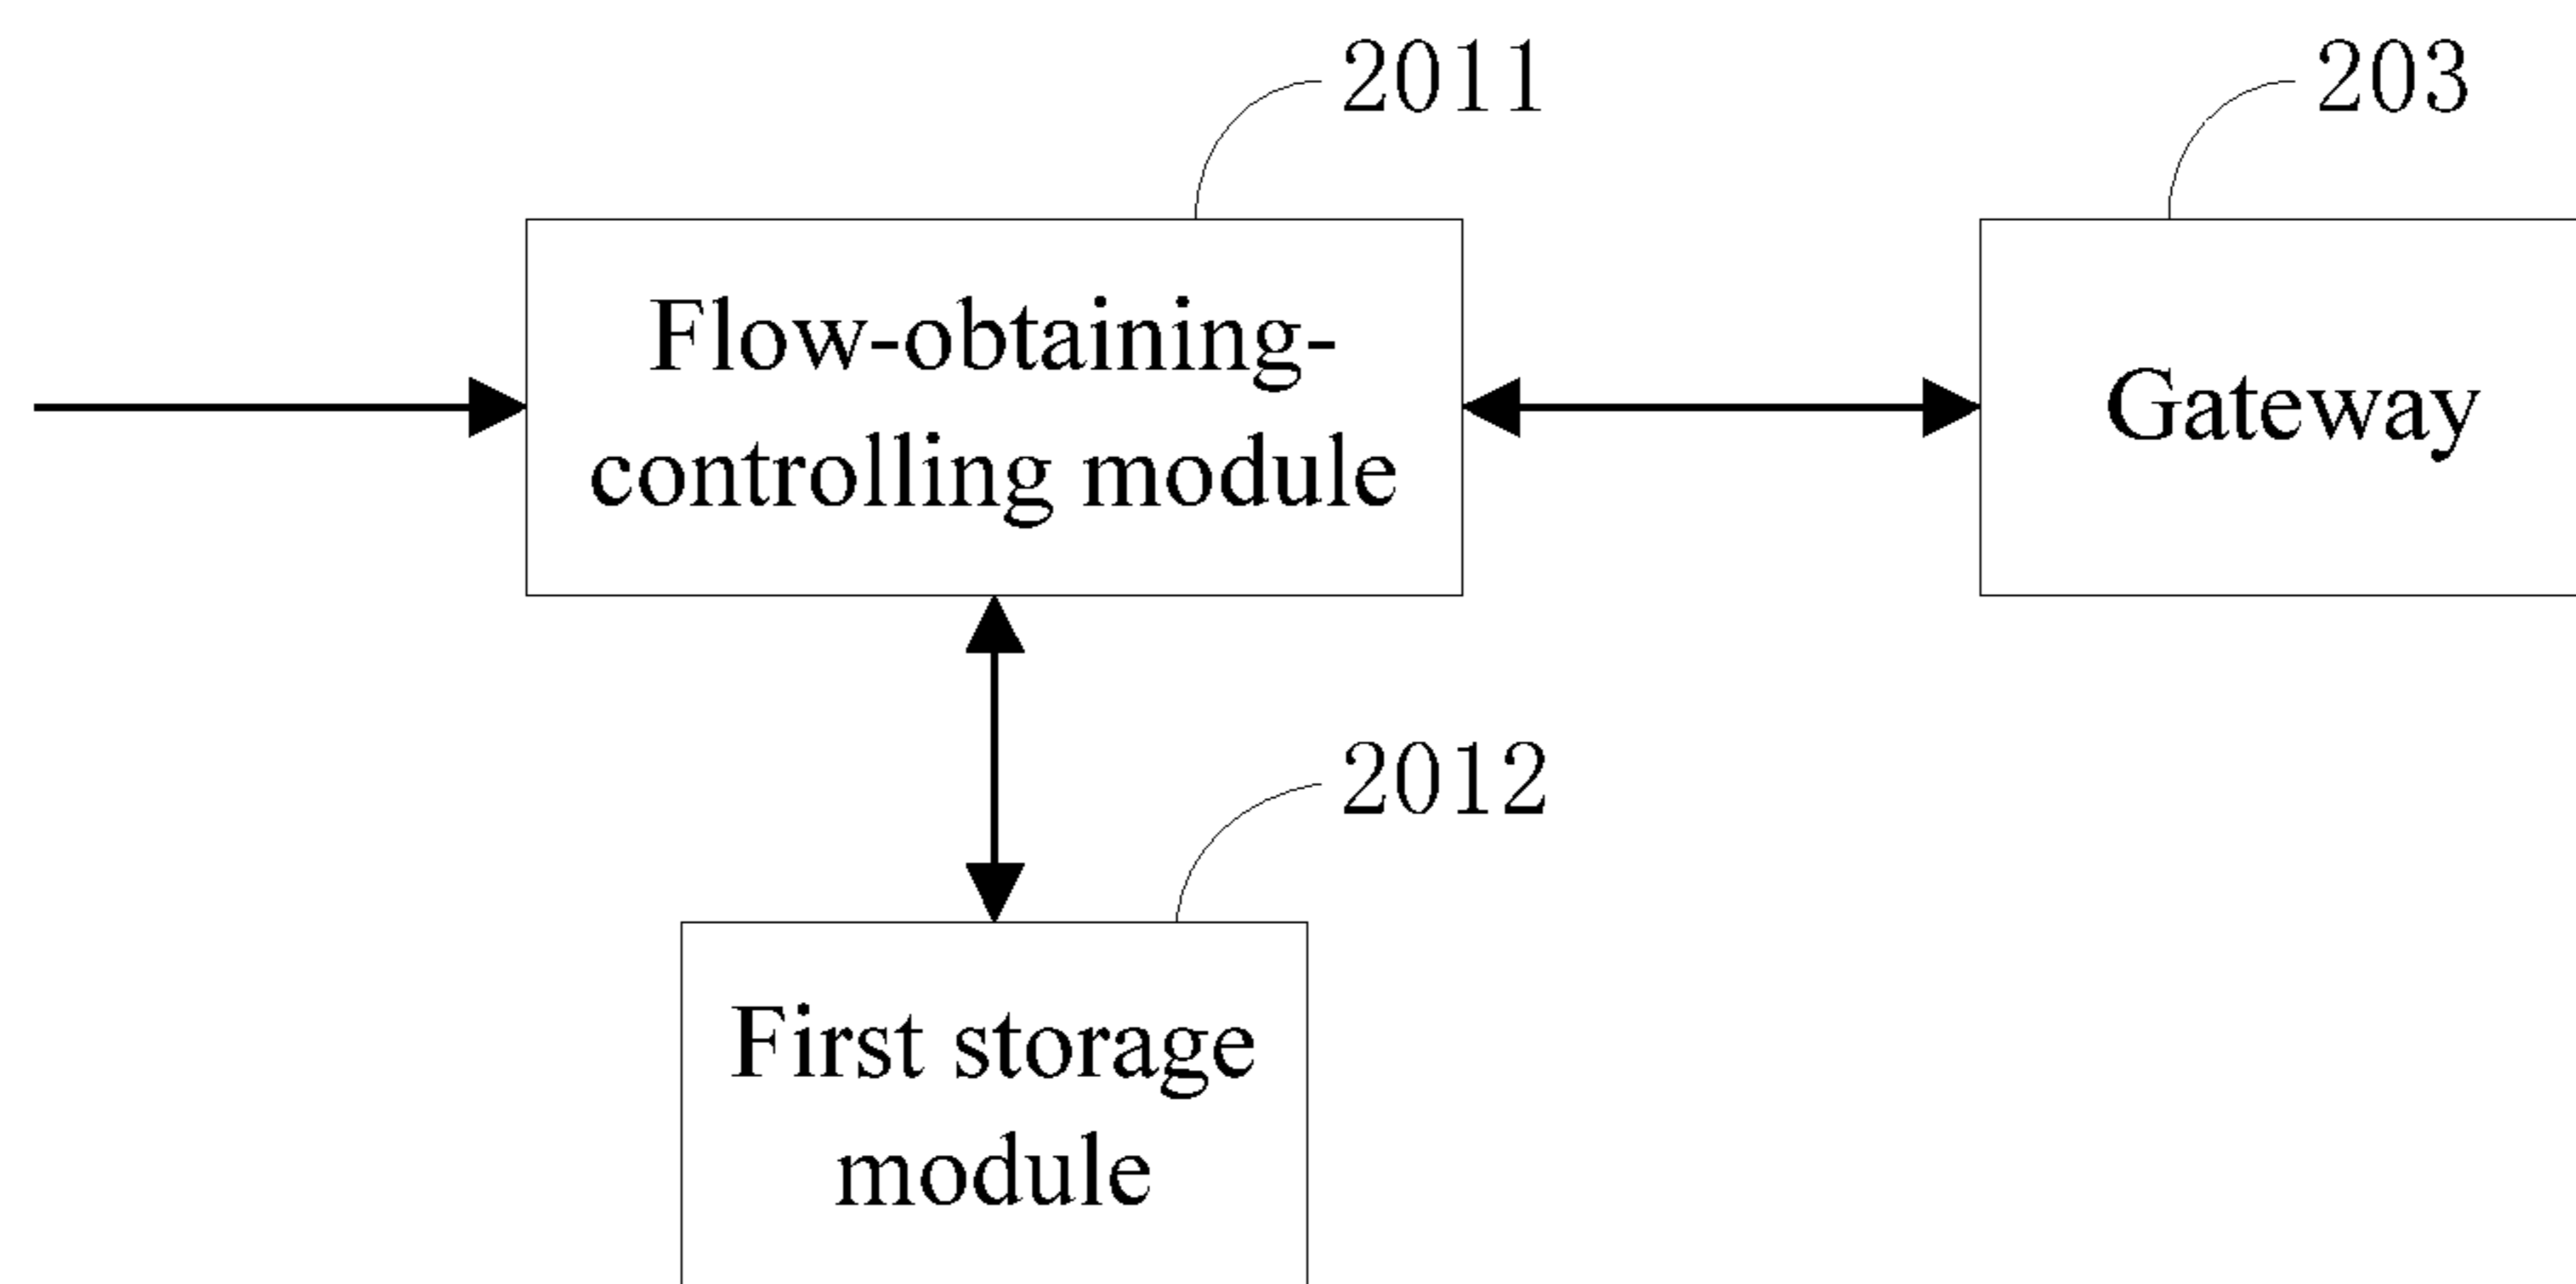 2011
203
Flow-obtaining-
controlling module
Gateway
2012
First storage
module